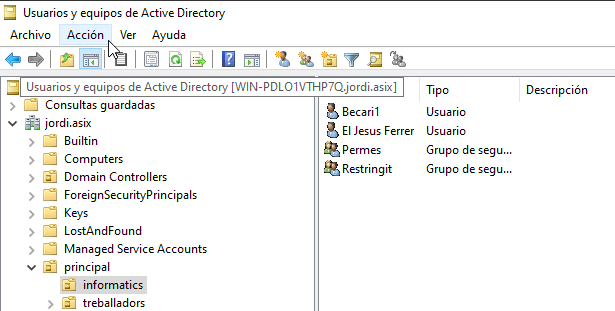 Usuarios y equipos de Active Directory
Archivo Acción Ver Ayuda
Usuarios y equipos de Active Directory [WIN-PDLO1VTHP7Q.jordi.asix]
Tipo Descripción
Consultas guardadas
jordi.asix
Builtin
Computers
Domain Controllers
ForeignSecurityPrincipals
Keys
LostAndFound
Managed Service Accounts
principal
informatics
treballadors
Becari1 Usuario
El Jesus Ferrer Usuario
Permes Grupo de segu...
Restringit Grupo de segu...